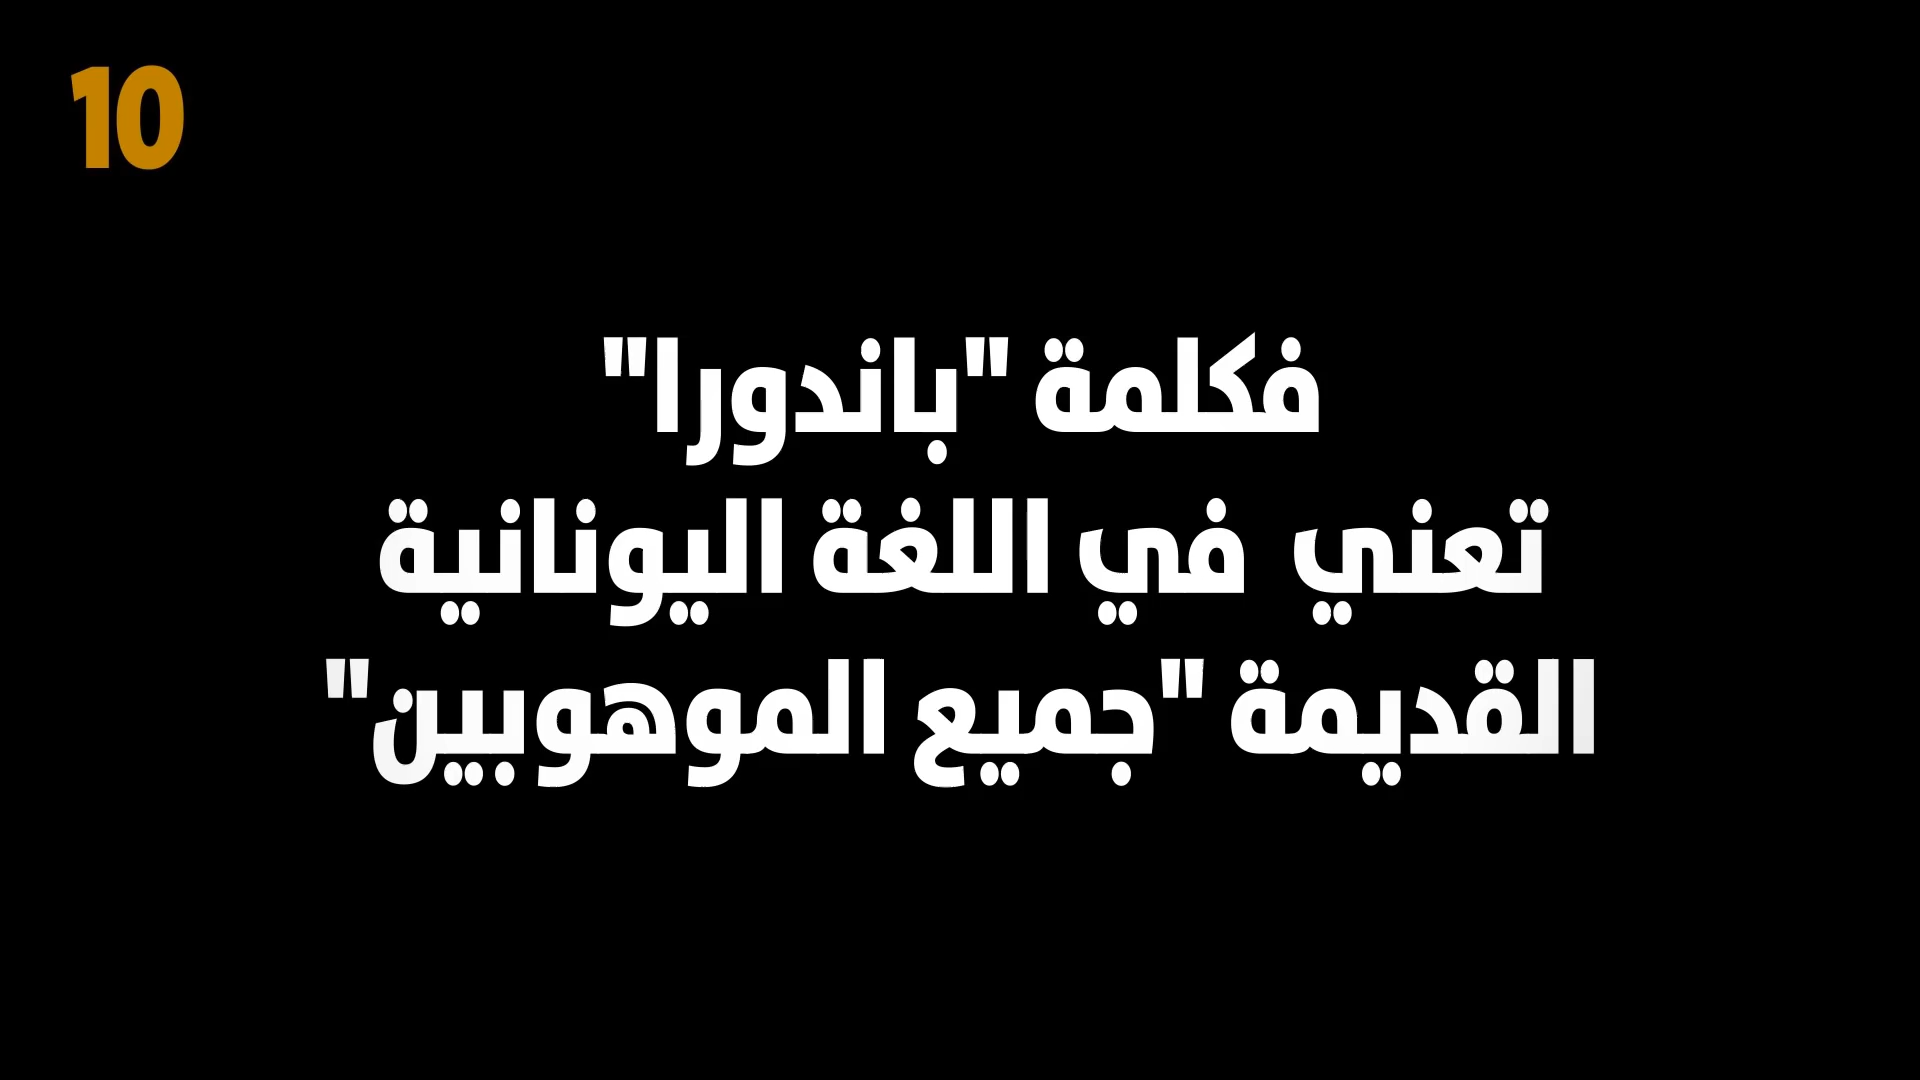 10
فكلمة "باندورا"
تعني في اللغة اليونانية
القديمة "جميع الموهوبين"